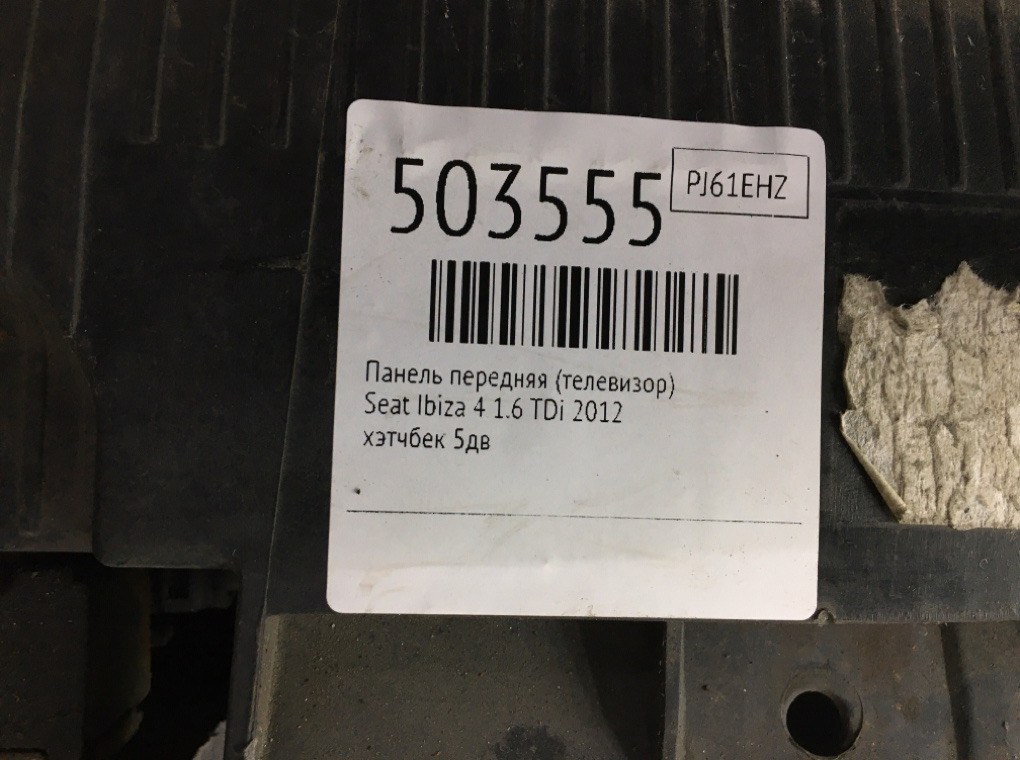 503555
PJ61EHZ
Панель передняя (телевизор)
Seat Ibiza 4 1.6 TDi 2012
хэтчбек 5дв